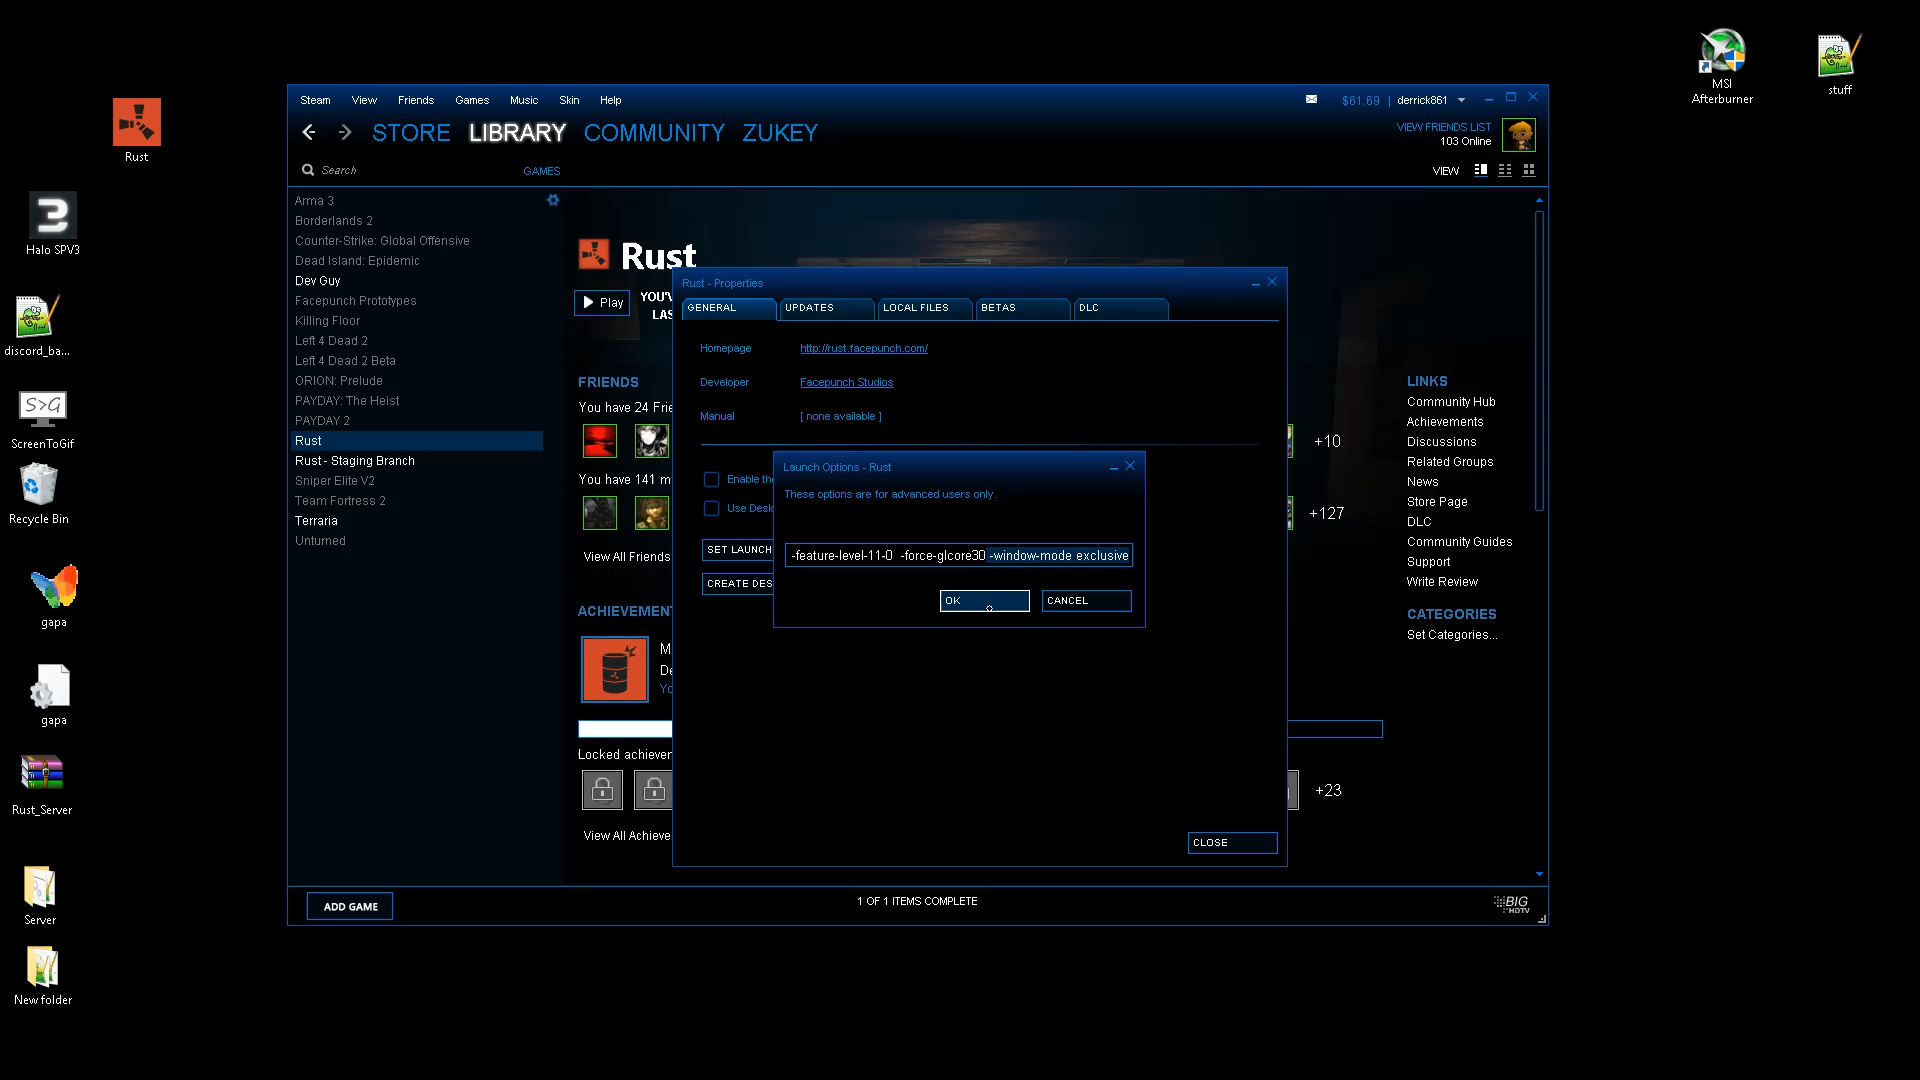 MSI
Afterburner
stuff
Rust
Halo SPV3
discord_ba...
ScreenToGif
Recycle Bin
gapa
gapa
Rust_Server
Server
New folder
Steam View Friends Games Music Skin Help
$61.69 | derrick861
STORE LIBRARY COMMUNITY ZUKEY
VIEW FRIENDS LIST
103 Online
Search GAMES
VIEW
Arma 3
Borderlands 2
Counter-Strike: Global Offensive
Dead Island: Epidemic
Dev Guy
Facepunch Prototypes
Killing Floor
Left 4 Dead 2
Left 4 Dead 2 Beta
ORION: Prelude
PAYDAY: The Heist
PAYDAY 2
Rust
Rust - Staging Branch
Sniper Elite V2
Team Fortress 2
Terraria
Unturned
Rust
Play
YOU'V
LAS
FRIENDS
You have 24 Frie
+10
You have 141 m
+127
View All Friends
ACHIEVEMENT
M
De
Yo
Locked achiever
+23
View All Achieve
Rust - Properties
GENERAL UPDATES LOCAL FILES BETAS DLC
Homepage http://rust.facepunch.com/
Developer Facepunch Studios
Manual [ none available ]
Enable the
Use Desk
SET LAUNCH
CREATE DES
CLOSE
Launch Options - Rust
These options are for advanced users only.
-feature-level-11-0 -force-glcore30 -window-mode exclusive
OK CANCEL
LINKS
Community Hub
Achievements
Discussions
Related Groups
News
Store Page
DLC
Community Guides
Support
Write Review
CATEGORIES
Set Categories...
ADD GAME
1 OF 1 ITEMS COMPLETE
BIG
HDTV
S>G